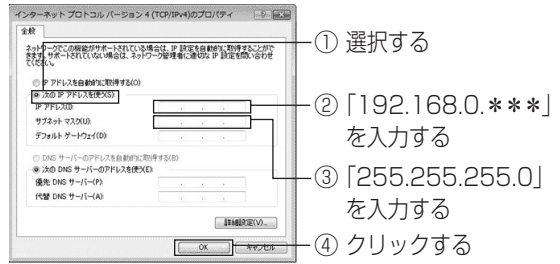 インターネット プロトコル バージョン 4 (TCP/IPv4)のプロパティ
全般
ネットワークでこの機能がサポートされている場合は、IP 設定を自動的に取得することがで
きます。サポートされていない場合は、ネットワーク管理者に適切な IP 設定を問い合わせ
てください。
IP アドレスを自動的に取得する(O)
次の IP アドレスを使う(S):
IP アドレス(I):
サブネット マスク(U):
デフォルト ゲートウェイ(D):
DNS サーバーのアドレスを自動的に取得する(B)
次の DNS サーバーのアドレスを使う(E):
優先 DNS サーバー(P):
代替 DNS サーバー(A):
詳細設定(V)...
OK
キャンセル
① 選択する
②「192.168.0.＊＊＊」
を入力する
③「255.255.255.0」
を入力する
④ クリックする